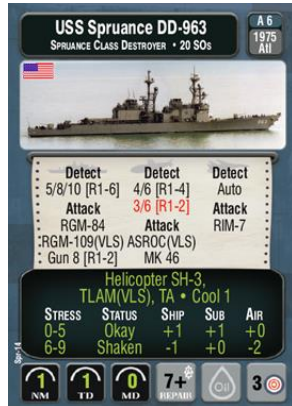 USS Spruance DD-963
Spruance Class Destroyer • 20 SOs
A 6
1975
Atl
Detect Detect Detect
5/8/10 [R1-6] 4/6 [R1-4] Auto
Attack 3/6 [R1-2] Attack
RGM-84 Attack RIM-7
RGM-109(VLS) ASROC(VLS)
Gun 8 [R1-2] MK 46
Helicopter SH-3,
TLAM(VLS), TA • Cool 1
Stress Status Ship Sub Air
0-5 Okay +1 +1 +0
6-9 Shaken -1 +0 -2
Spr-14
1 1 0 7+ Oil 3
NM TD MD REPAIR